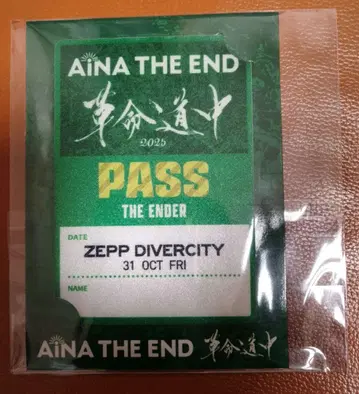 AiNA THE END
革命道中
2025
PASS
THE ENDER
DATE
ZEPP DIVERCITY
31 OCT FRI
NAME
AiNA THE END 革命道中